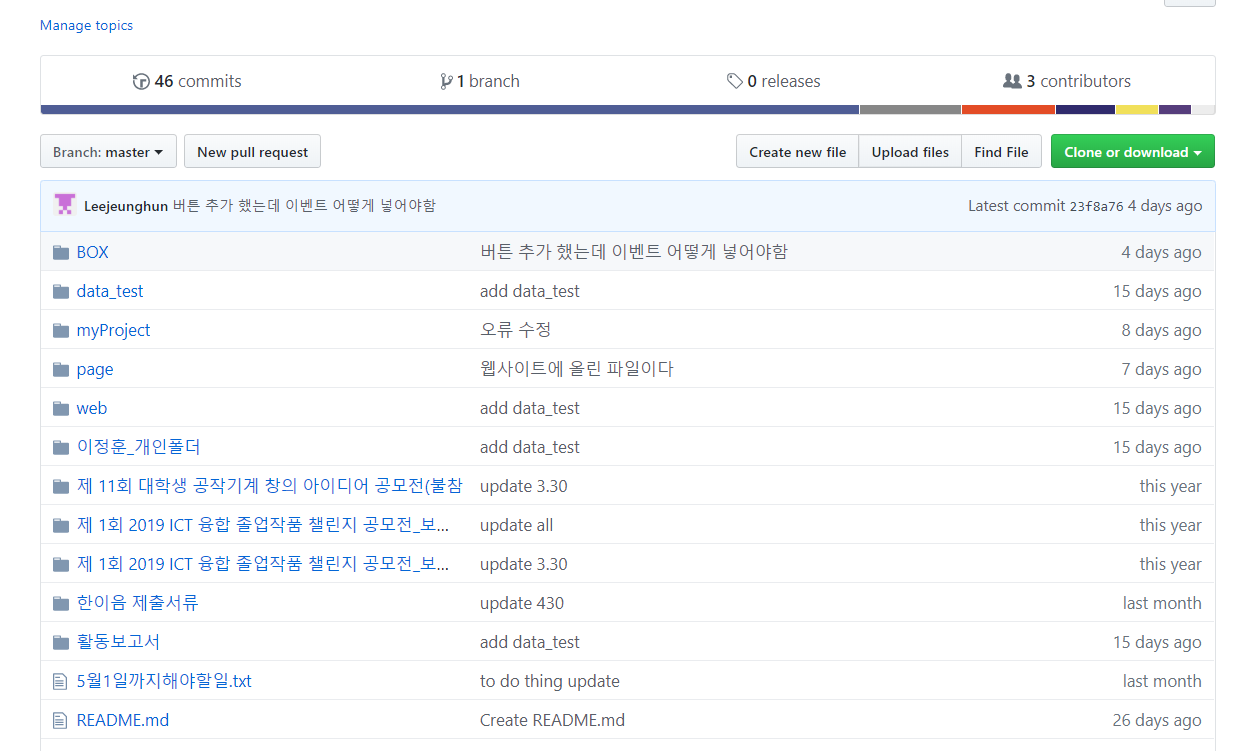 Manage topics
46 commits 1 branch 0 releases 3 contributors
Branch: master New pull request Create new file Upload files Find File Clone or download
Leejeunghun 버튼 추가 했는데 이벤트 어떻게 넣어야함 Latest commit 23f8a76 4 days ago
BOX 버튼 추가 했는데 이벤트 어떻게 넣어야함 4 days ago
data_test add data_test 15 days ago
myProject 오류 수정 8 days ago
page 웹사이트에 올린 파일이다 7 days ago
web add data_test 15 days ago
이정훈_개인폴더 add data_test 15 days ago
제 11회 대학생 공작기계 창의 아이디어 공모전(불참 update 3.30 this year
제 1회 2019 ICT 융합 졸업작품 챌린지 공모전_보... update all this year
제 1회 2019 ICT 융합 졸업작품 챌린지 공모전_보... update 3.30 this year
한이음 제출서류 update 430 last month
활동보고서 add data_test 15 days ago
5월1일까지해야할일.txt to do thing update last month
README.md Create README.md 26 days ago